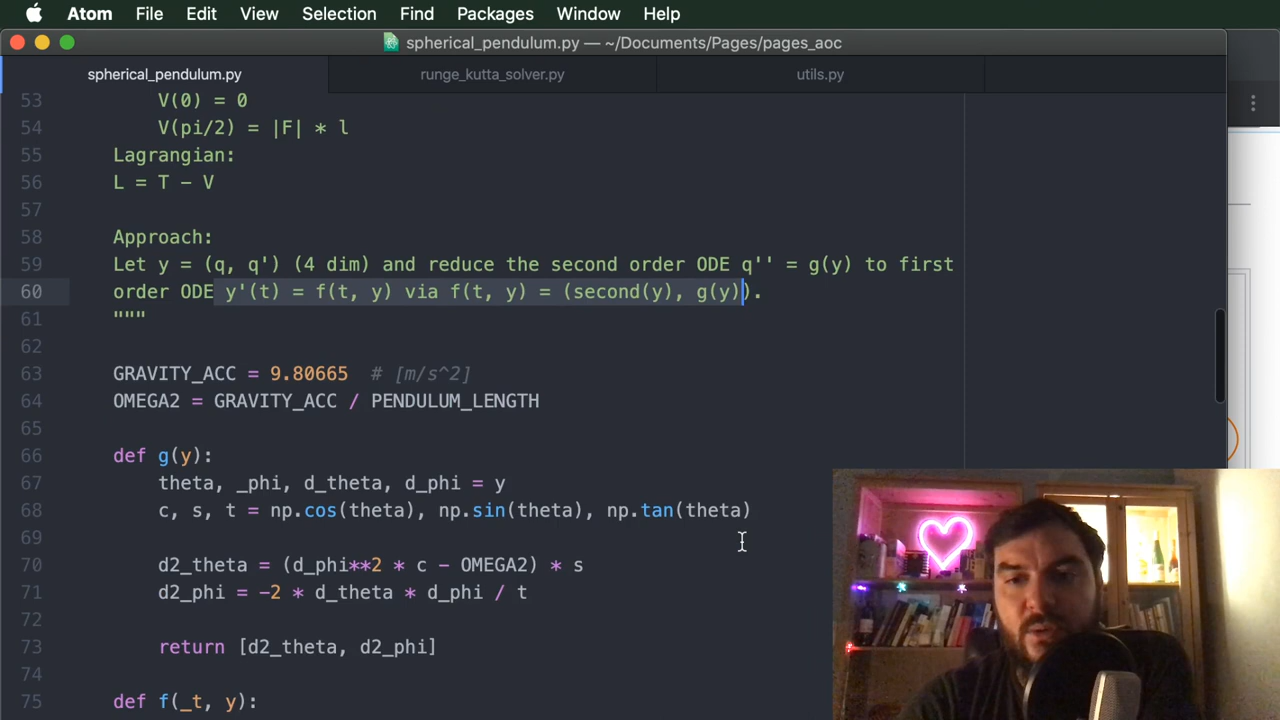 Atom File Edit View Selection Find Packages Window Help
spherical_pendulum.py — ~/Documents/Pages/pages_aoc
spherical_pendulum.py runge_kutta_solver.py utils.py
53 V(0) = 0
54 V(pi/2) = |F| * l
55 Lagrangian:
56 L = T - V
57
58 Approach:
59 Let y = (q, q') (4 dim) and reduce the second order ODE q'' = g(y) to first
60 order ODE y'(t) = f(t, y) via f(t, y) = (second(y), g(y)).
61 """
62
63 GRAVITY_ACC = 9.80665 # [m/s^2]
64 OMEGA2 = GRAVITY_ACC / PENDULUM_LENGTH
65
66 def g(y):
67 theta, _phi, d_theta, d_phi = y
68 c, s, t = np.cos(theta), np.sin(theta), np.tan(theta)
69
70 d2_theta = (d_phi**2 * c - OMEGA2) * s
71 d2_phi = -2 * d_theta * d_phi / t
72
73 return [d2_theta, d2_phi]
74
75 def f(_t, y):